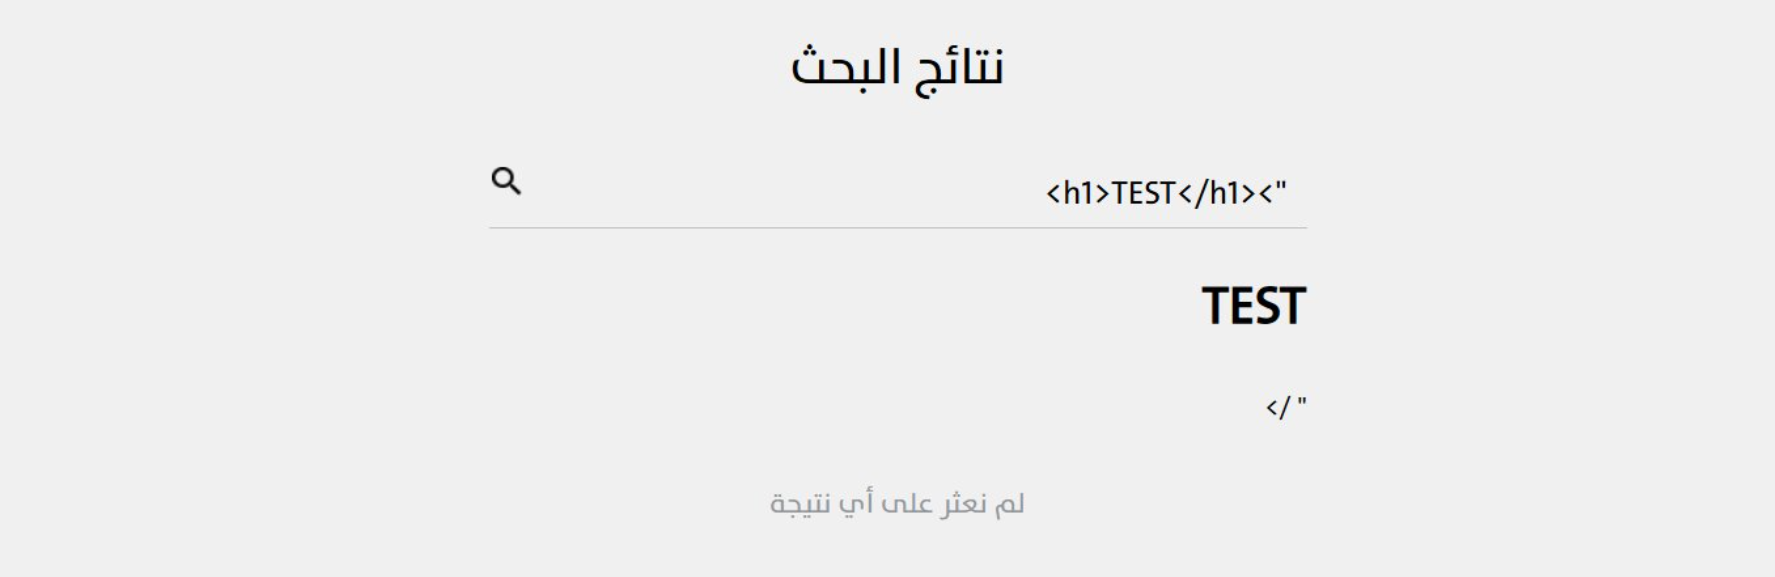 نتائج البحث
<h1>TEST</h1><"
TEST
</ "
لم نعثر على أي نتيجة